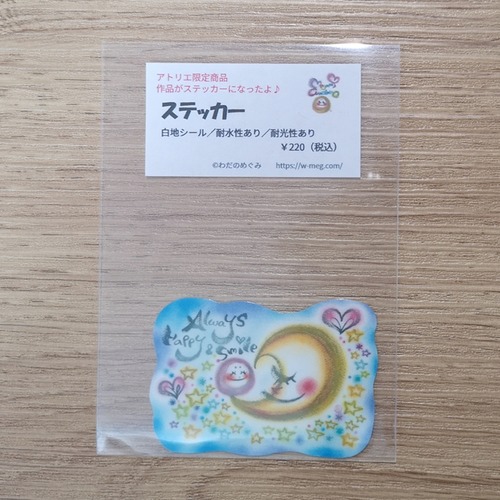 アトリエ限定商品
作品がステッカーになったよ♪
ステッカー
白地シール／耐水性あり／耐光性あり
￥220（税込）
©わだのめぐみ https://w-meg.com/
Always
Happy
& Smile